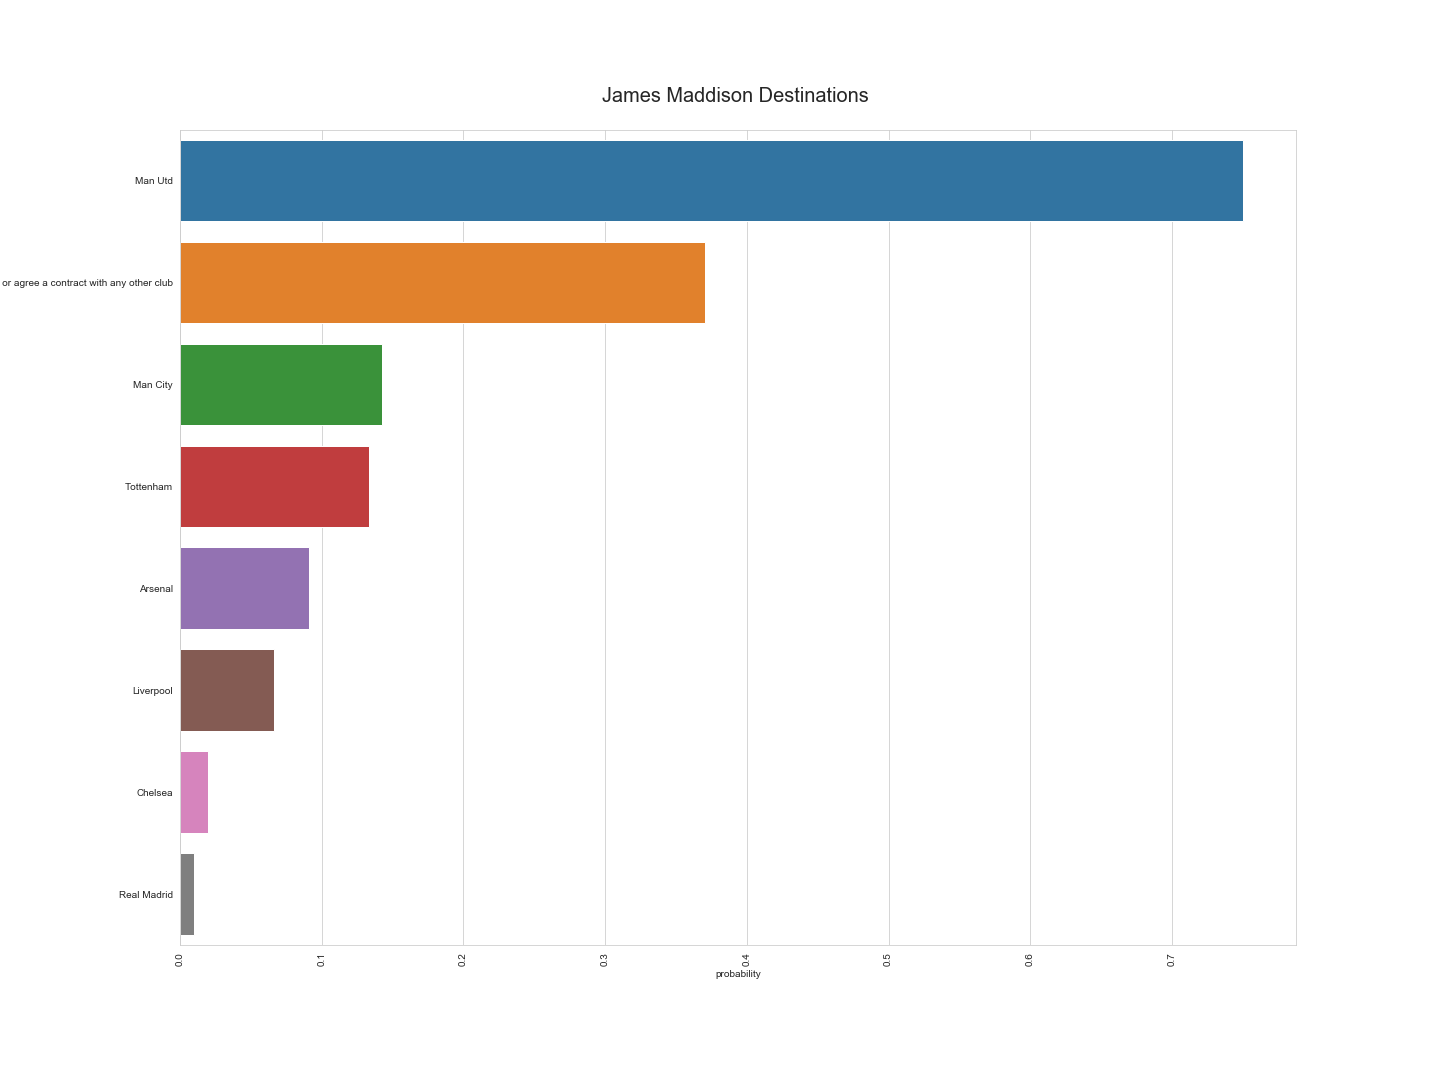 James Maddison Destinations
Man Utd
or agree a contract with any other club
Man City
Tottenham
Arsenal
Liverpool
Chelsea
Real Madrid
0.0 0.1 0.2 0.3 0.4 0.5 0.6 0.7
probability